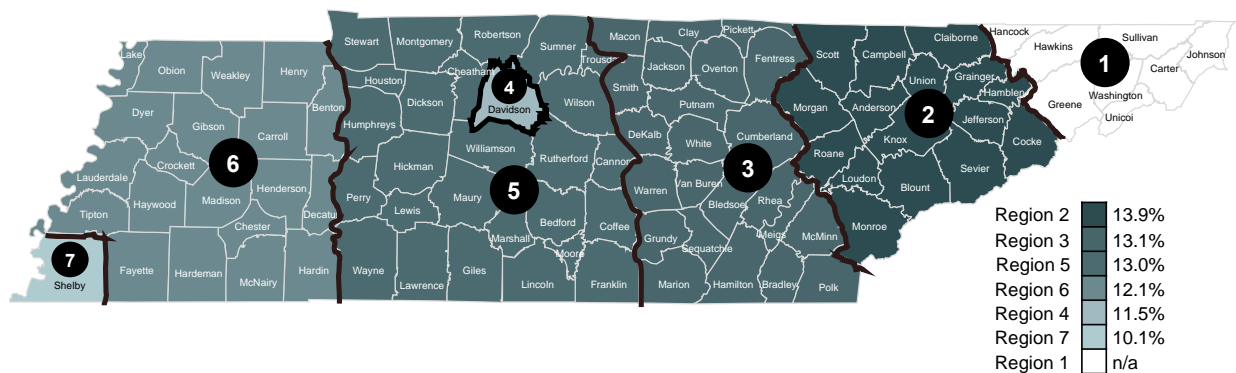 Hancock
Pickett
Clay
Macon
Robertson
Claiborne
Sullivan
Stewart
Montgomery
Sumner
Scott
Campbell
Hawkins
1
Johnson
Lake
Trousd
Jackson
Overton
Fentress
Carter
Obion
Weakley
Henry
Houston
Cheatham
4
Smith
Union
Grainger
Hamblen
Washington
Benton
Dickson
Davidson
Wilson
Putnam
Morgan
Anderson
2
Greene
Dyer
Gibson
Carroll
Humphreys
DeKalb
White
Cumberland
Knox
Jefferson
Unicoi
Crockett
6
Williamson
Rutherford
Cannon
3
Roane
Cocke
Lauderdale
Hickman
Loudon
Sevier
Haywood
Madison
Henderson
Perry
Maury
5
Warren
Van Buren
Blount
Tipton
Decatu
Lewis
Bedford
Coffee
Bledsoe
Rhea
Chester
Marshall
Grundy
Sequatchie
Meigs
McMinn
Monroe
7
Moore
Shelby
Fayette
Hardeman
McNairy
Hardin
Wayne
Lawrence
Giles
Lincoln
Franklin
Marion
Hamilton
Bradley
Polk
Region 2 13.9%
Region 3 13.1%
Region 5 13.0%
Region 6 12.1%
Region 4 11.5%
Region 7 10.1%
Region 1 n/a